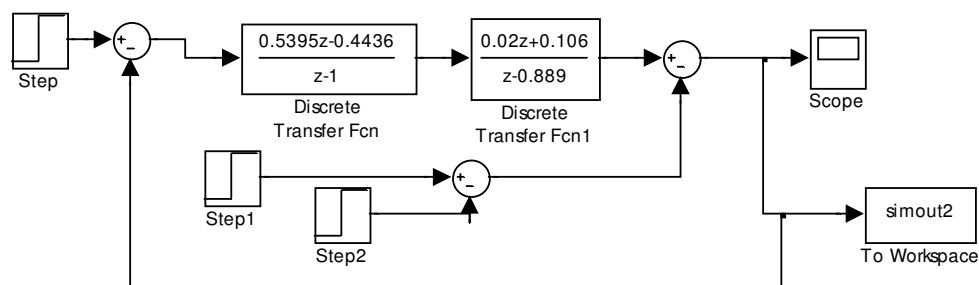 Step
+
−
0.5395z-0.4436
z-1
Discrete
Transfer Fcn
0.02z+0.106
z-0.889
Discrete
Transfer Fcn1
+
−
Scope
Step1
Step2
+
−
simout2
To Workspace